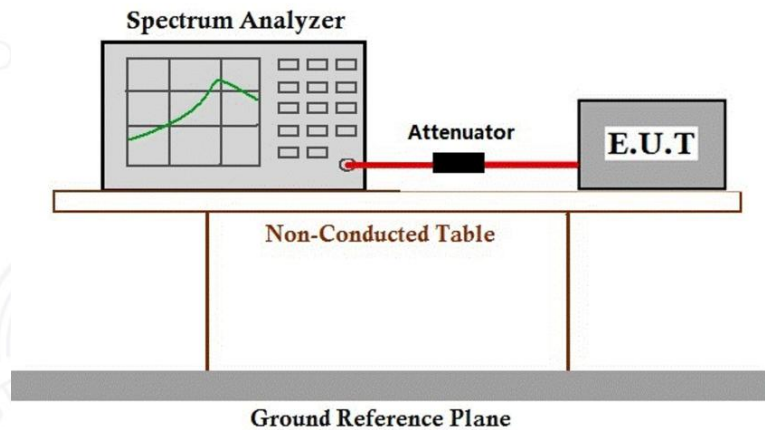 Spectrum Analyzer
Attenuator
E.U.T
Non-Conducted Table
Ground Reference Plane